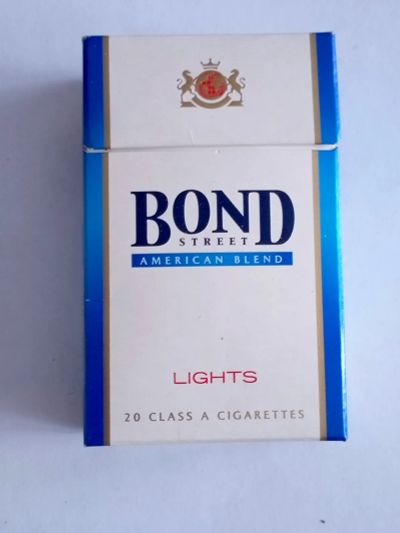 BOND
STREET
AMERICAN BLEND
LIGHTS
20 CLASS A CIGARETTES